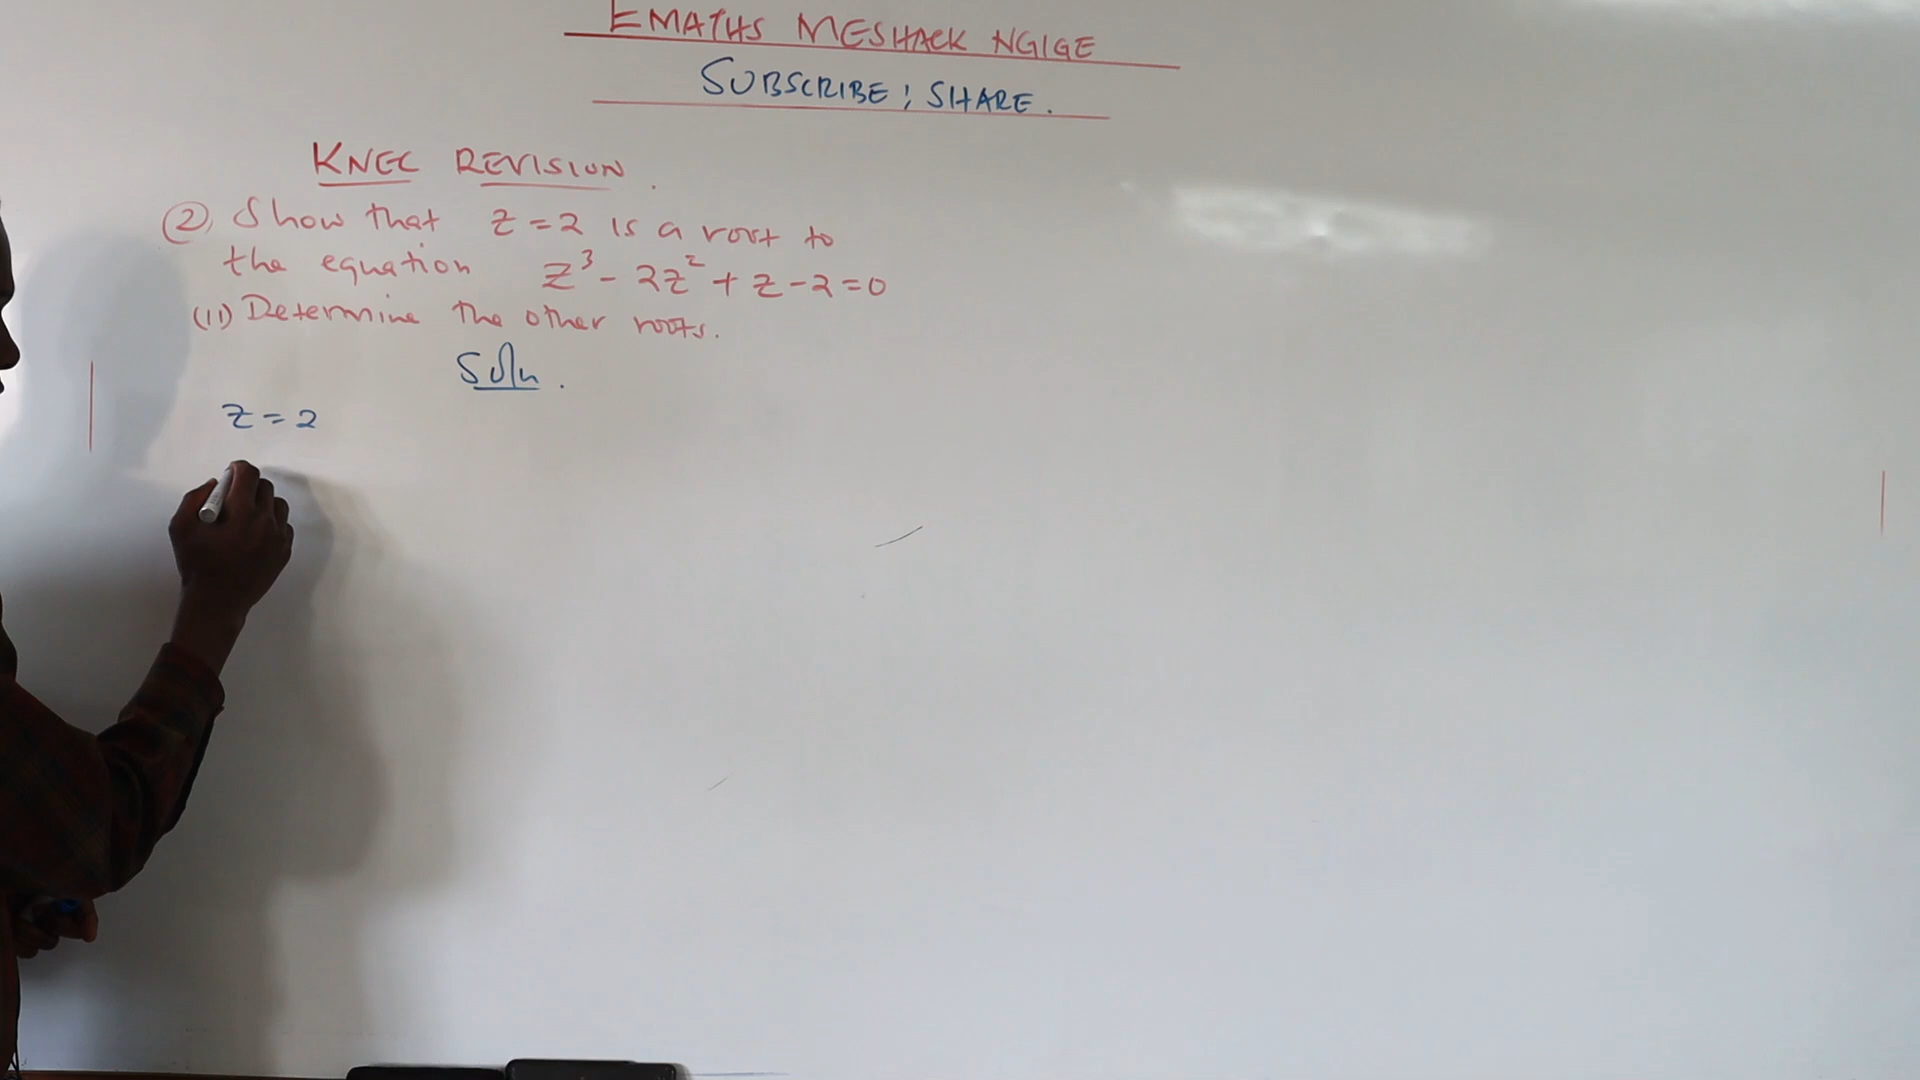 EMATHS MESHACK NGIGE
SUBSCRIBE ; SHARE.
KNEC REVISION.
② Show that z = 2 is a root to
the equation z³ - 2z² + z - 2 = 0
(ii) Determine the other roots.
Soln.
z = 2